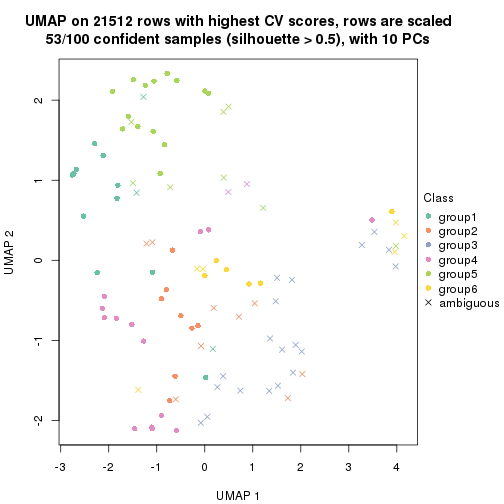 UMAP on 21512 rows with highest CV scores, rows are scaled
53/100 confident samples (silhouette > 0.5), with 10 PCs
UMAP 2
2
1
0
-1
-2
-3
-2
-1
0
1
2
3
4
UMAP 1
Class
group1
group2
group3
group4
group5
group6
ambiguous